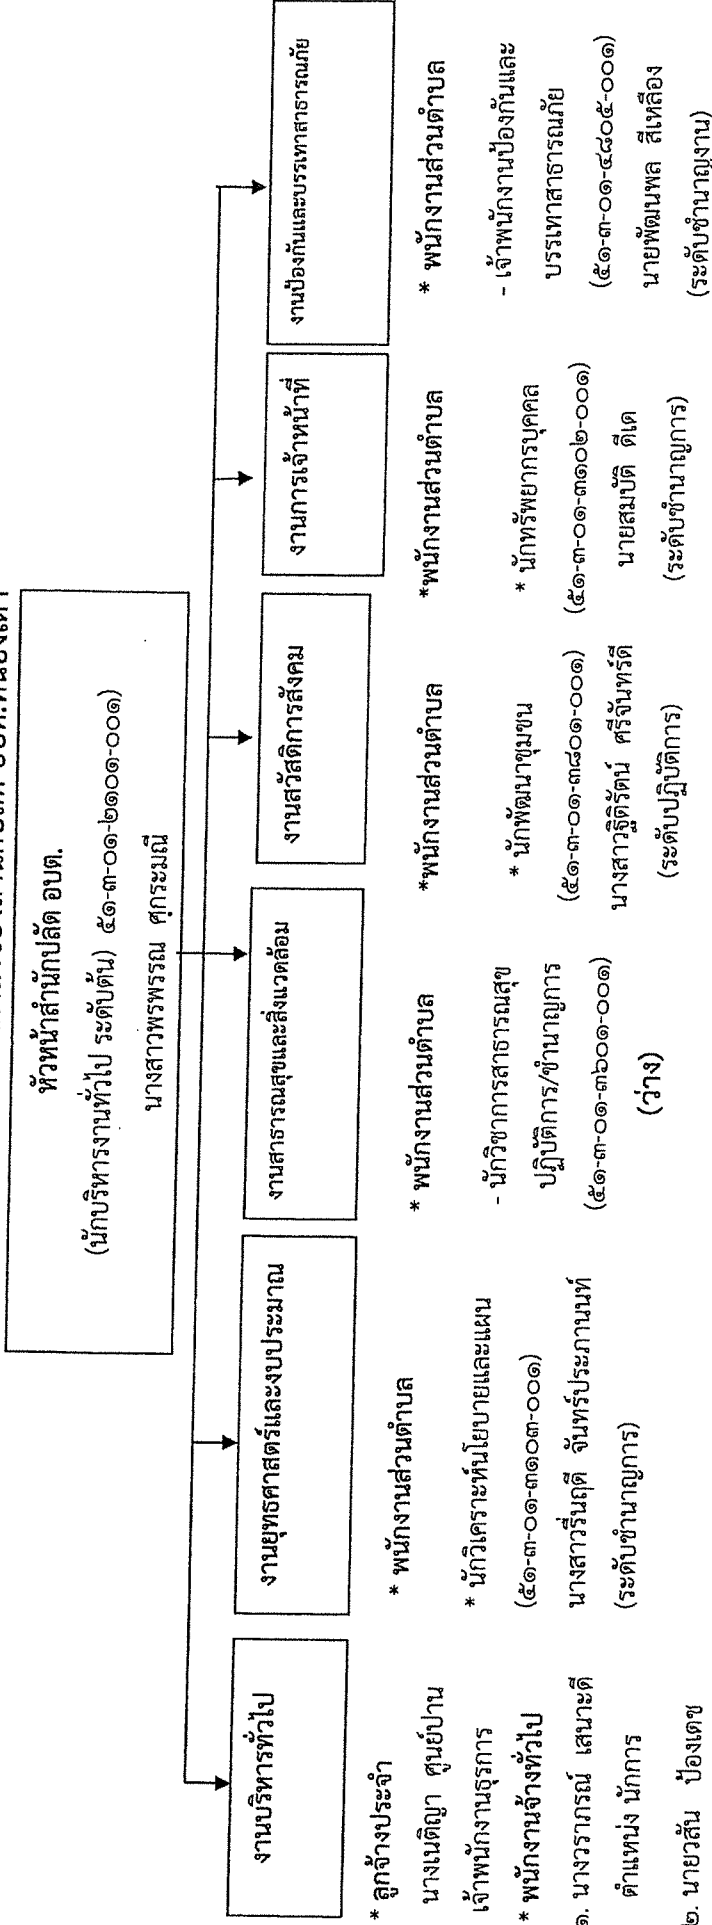 หัวหน้าสำนักปลัด อบต.
(นักบริหารงานทั่วไป ระดับต้น) ๕๑-๓-๐๑-๒๑๐๑-๐๐๑)
นางสาวพรพรรณ ศุกระมณี
งานบริหารทั่วไป
* ลูกจ้างประจำ
นางเนติญา ศูนย์ปาน
เจ้าพนักงานธุรการ
* พนักงานจ้างทั่วไป
๑. นางวราภรณ์ เสนาะดี
ตำแหน่ง นักการ
๒. นายวสัน ป้องเดช
งานยุทธศาสตร์และงบประมาณ
* พนักงานส่วนตำบล
* นักวิเคราะห์นโยบายและแผน
(๕๑-๓-๐๑-๓๑๐๓-๐๐๑)
นางสาวรื่นฤดี จันทร์ประภานนท์
(ระดับชำนาญการ)
งานสาธารณสุขและสิ่งแวดล้อม
* พนักงานส่วนตำบล
- นักวิชาการสาธารณสุข
ปฏิบัติการ/ชำนาญการ
(๕๑-๓-๐๑-๓๖๐๑-๐๐๑)
(ว่าง)
งานสวัสดิการสังคม
*พนักงานส่วนตำบล
* นักพัฒนาชุมชน
(๕๑-๓-๐๑-๓๘๐๑-๐๐๑)
นางสาวฐิติรัตน์ ศรีจันทร์ดี
(ระดับปฏิบัติการ)
งานการเจ้าหน้าที่
*พนักงานส่วนตำบล
* นักทรัพยากรบุคคล
(๕๑-๓-๐๑-๓๑๐๒-๐๐๑)
นายสมบัติ ดีเด
(ระดับชำนาญการ)
งานป้องกันและบรรเทาสาธารณภัย
* พนักงานส่วนตำบล
- เจ้าพนักงานป้องกันและ
บรรเทาสาธารณภัย
(๕๑-๓-๐๑-๔๘๐๕-๐๐๑)
นายพัฒนพล สีเหลือง
(ระดับชำนาญงาน)